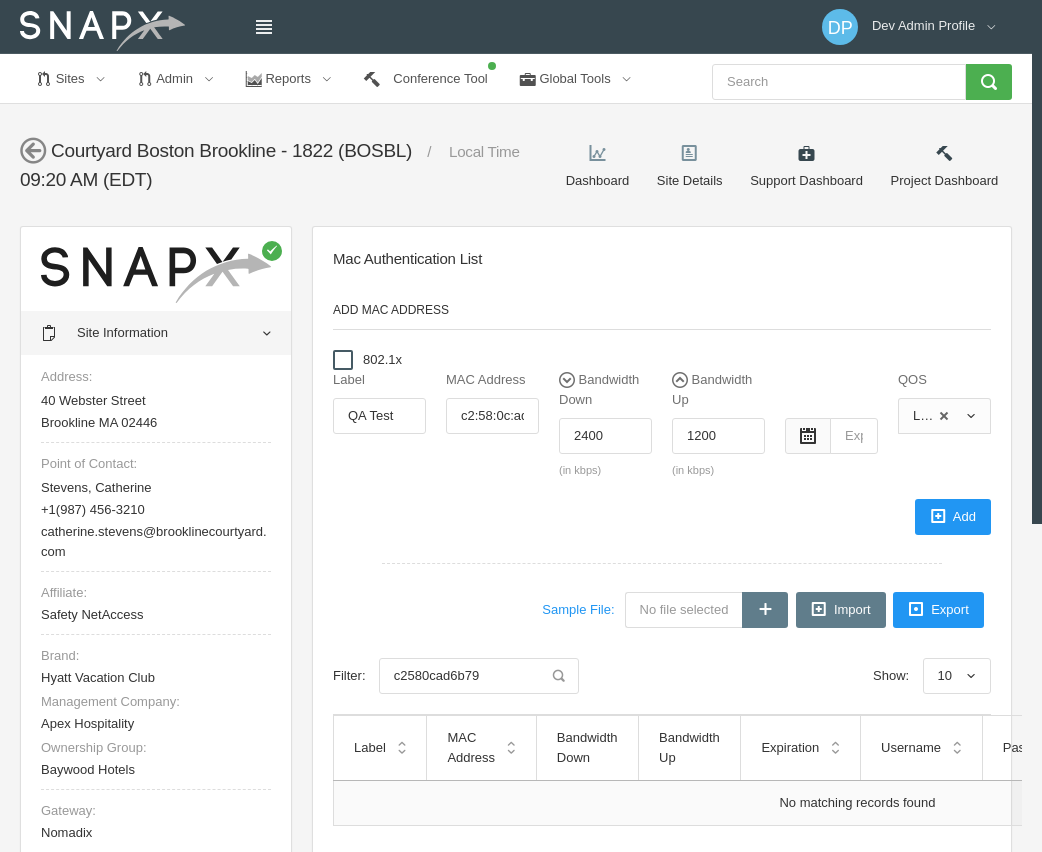 SNAPX
DP Dev Admin Profile
Sites Admin Reports Conference Tool Global Tools Search
Courtyard Boston Brookline - 1822 (BOSBL) / Local Time
09:20 AM (EDT)
Dashboard Site Details Support Dashboard Project Dashboard
SNAPX
Site Information
Address:
40 Webster Street
Brookline MA 02446
Point of Contact:
Stevens, Catherine
+1(987) 456-3210
catherine.stevens@brooklinecourtyard.
com
Affiliate:
Safety NetAccess
Brand:
Hyatt Vacation Club
Management Company:
Apex Hospitality
Ownership Group:
Baywood Hotels
Gateway:
Nomadix
Mac Authentication List
ADD MAC ADDRESS
802.1x
Label MAC Address Bandwidth Down Bandwidth Up QOS
QA Test c2:58:0c:ad 2400 1200 Exp L...
(in kbps) (in kbps)
Add
Sample File: No file selected Import Export
Filter: c2580cad6b79 Show: 10
Label MAC Address Bandwidth Down Bandwidth Up Expiration Username Pas
No matching records found